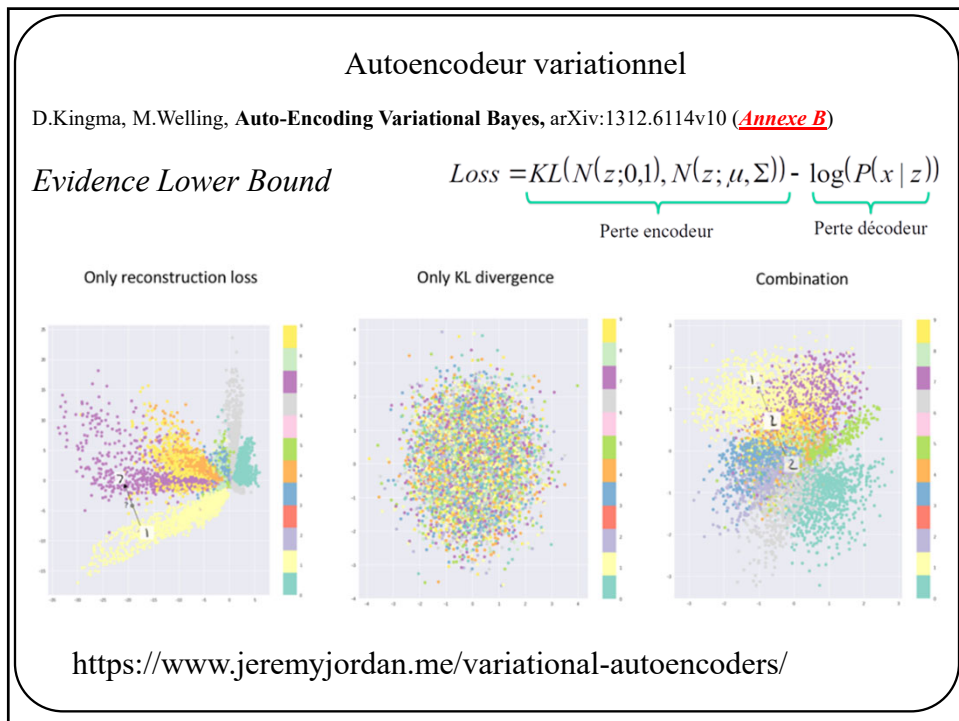 Autoencodeur variationnel
D.Kingma, M.Welling, Auto-Encoding Variational Bayes, arXiv:1312.6114v10 (Annexe B)
Evidence Lower Bound
Loss = KL(N(z;0,1), N(z; μ, Σ)) - log(P(x | z))
Perte encodeur
Perte décodeur
Only reconstruction loss
Only KL divergence
Combination
https://www.jeremyjordan.me/variational-autoencoders/